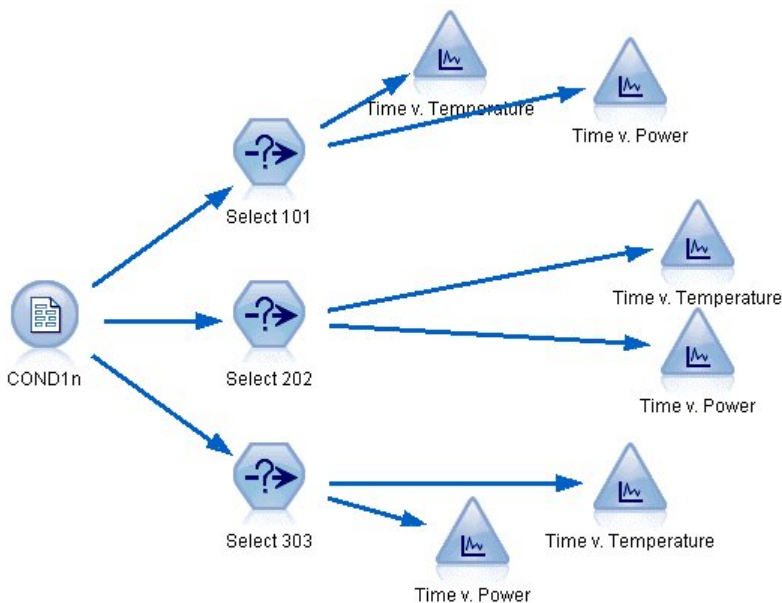 Time v. Temperature
Time v. Power
Select 101
Time v. Temperature
COND1n
Select 202
Time v. Power
Select 303
Time v. Temperature
Time v. Power